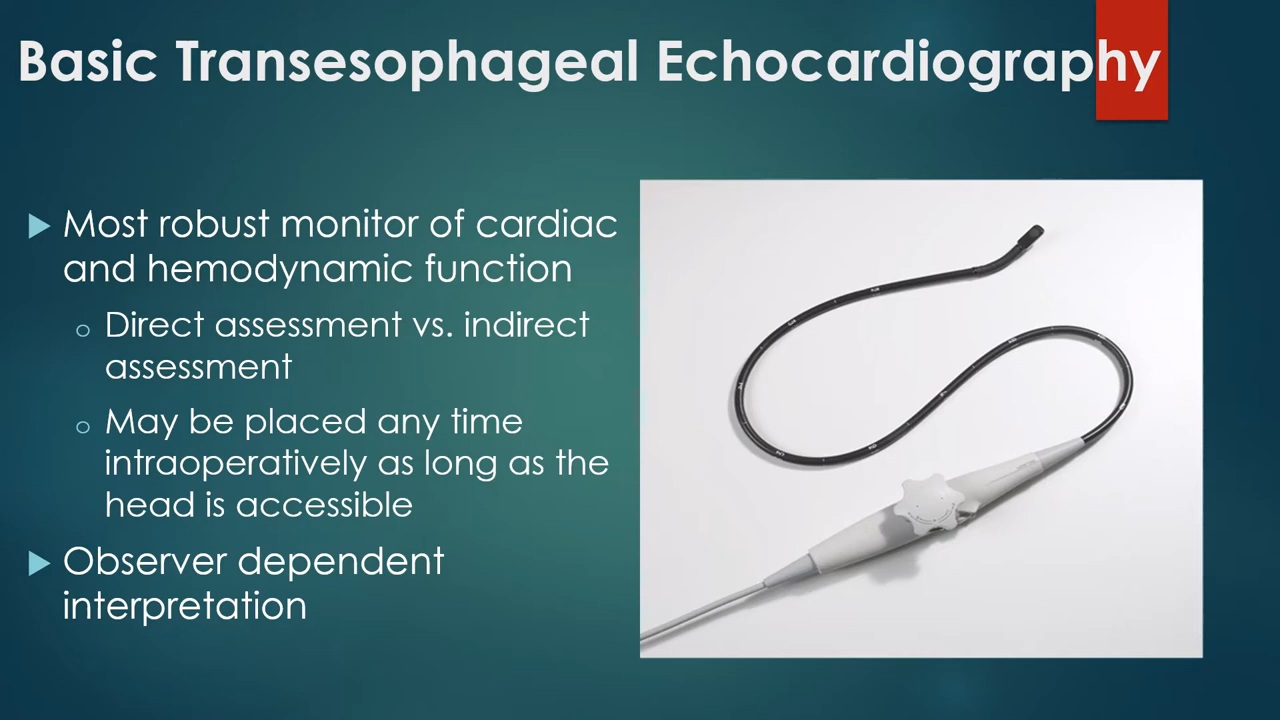 Basic Transesophageal Echocardiography
Most robust monitor of cardiac
and hemodynamic function
Direct assessment vs. indirect
assessment
May be placed any time
intraoperatively as long as the
head is accessible
Observer dependent
interpretation